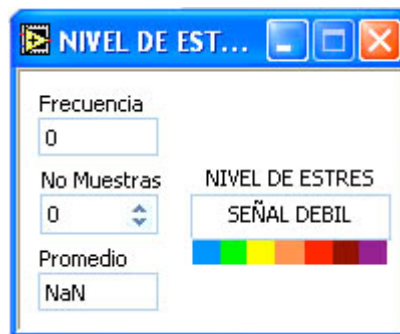 NIVEL DE EST...
Frecuencia
0
No Muestras
0
Promedio
NaN
NIVEL DE ESTRES
SEÑAL DEBIL